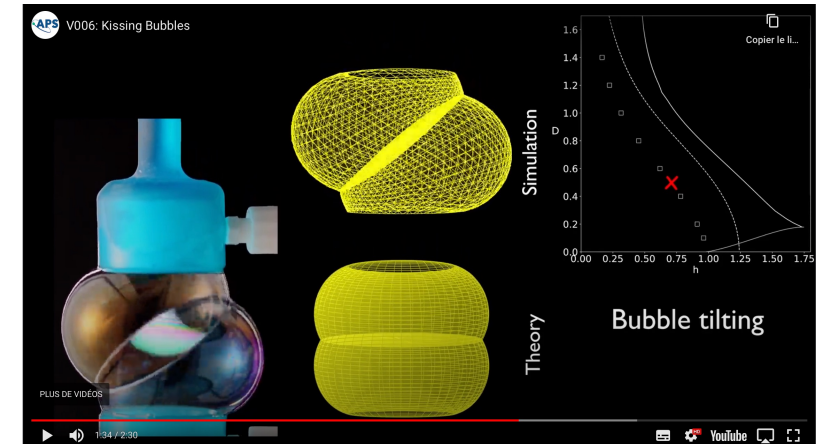 APS V006: Kissing Bubbles
Copier le li...
Simulation
D
1.6
1.4
1.2
1.0
0.8
0.6
0.4
0.2
0.0
0.00 0.25 0.50 0.75 1.00 1.25 1.50 1.75
h
Theory
Bubble tilting
PLUS DE VIDÉOS
1:34 / 2:30
HD
YouTube